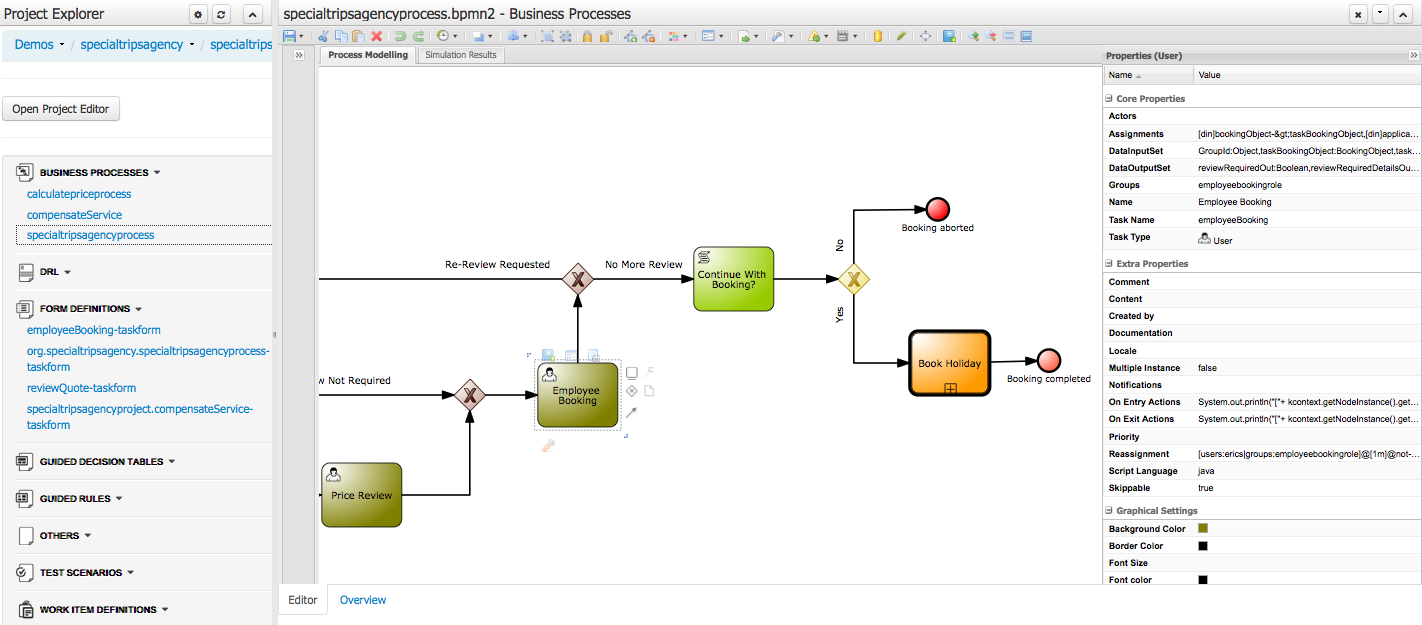 Project Explorer
Demos / specialtripsagency / specialtrips
Open Project Editor
BUSINESS PROCESSES
calculatepriceprocess
compensateService
specialtripsagencyprocess
DRL
FORM DEFINITIONS
employeeBooking-taskform
org.specialtripsagency.specialtripsagencyprocess-
taskform
reviewQuote-taskform
specialtripsagencyproject.compensateService-
taskform
GUIDED DECISION TABLES
GUIDED RULES
OTHERS
TEST SCENARIOS
WORK ITEM DEFINITIONS
specialtripsagencyprocess.bpmn2 - Business Processes
Process Modelling
Simulation Results
Re-Review Requested
No More Review
Continue With
Booking?
No
Booking aborted
Yes
Book Holiday
Booking completed
w Not Required
Employee
Booking
Price Review
Editor
Overview
Properties (User)
Name Value
Core Properties
Actors
Assignments [din]bookingObject-&gt;taskBookingObject,[din]applica...
DataInputSet GroupId:Object,taskBookingObject:BookingObject,task...
DataOutputSet reviewRequiredOut:Boolean,reviewRequiredDetailsOu...
Groups employeebookingrole
Name Employee Booking
Task Name employeeBooking
Task Type User
Extra Properties
Comment
Content
Created by
Documentation
Locale
Multiple Instance false
Notifications
On Entry Actions System.out.println("["+ kcontext.getNodeInstance().get...
On Exit Actions System.out.println("["+ kcontext.getNodeInstance().get...
Priority
Reassignment [users:erics|groups:employeebookingrole]@[1m]@not-...
Script Language java
Skippable true
Graphical Settings
Background Color
Border Color
Font Size
Font color